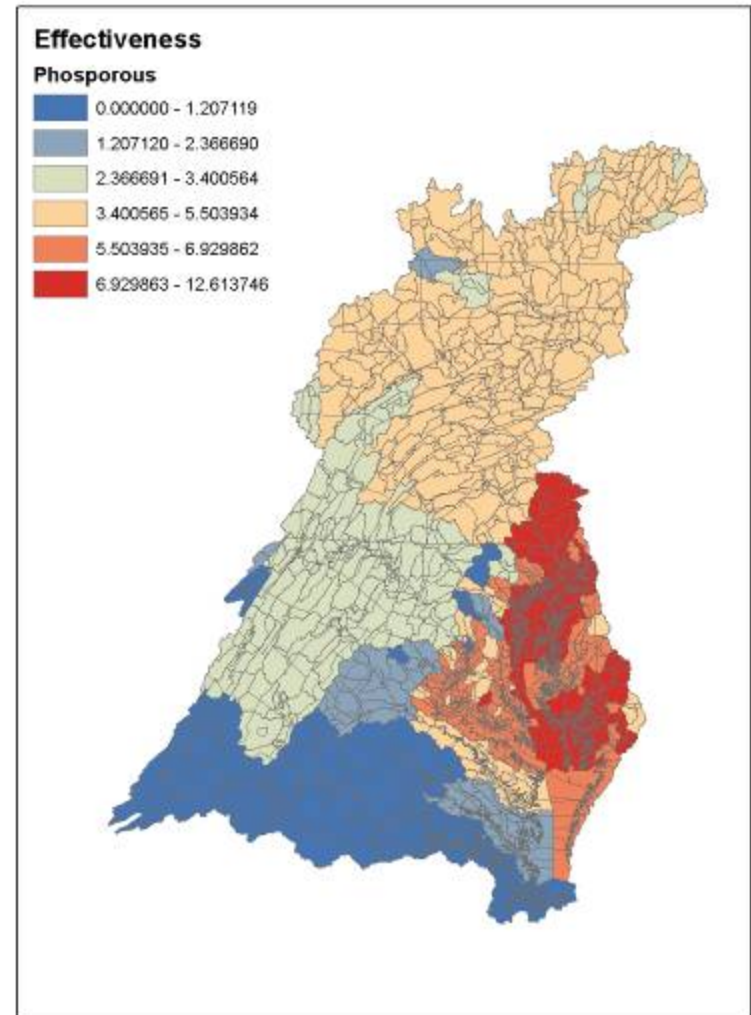 Effectiveness
Phosporous
0.000000 - 1.207119
1.207120 - 2.366690
2.366691 - 3.400564
3.400565 - 5.503934
5.503935 - 6.929862
6.929863 - 12.613746